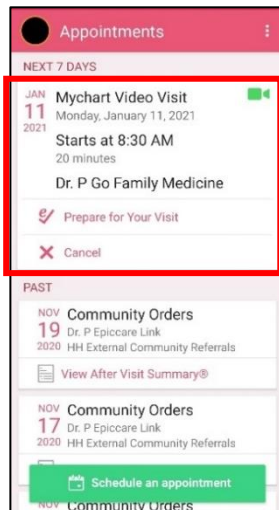 Appointments
NEXT 7 DAYS
JAN
11
2021
Mychart Video Visit
Monday, January 11, 2021
Starts at 8:30 AM
20 minutes
Dr. P Go Family Medicine
Prepare for Your Visit
Cancel
PAST
NOV
19
2020
Community Orders
Dr. P Epiccare Link
HH External Community Referrals
View After Visit Summary®
NOV
17
2020
Community Orders
Dr. P Epiccare Link
HH External Community Referrals
Schedule an appointment
NOV
Community Orders